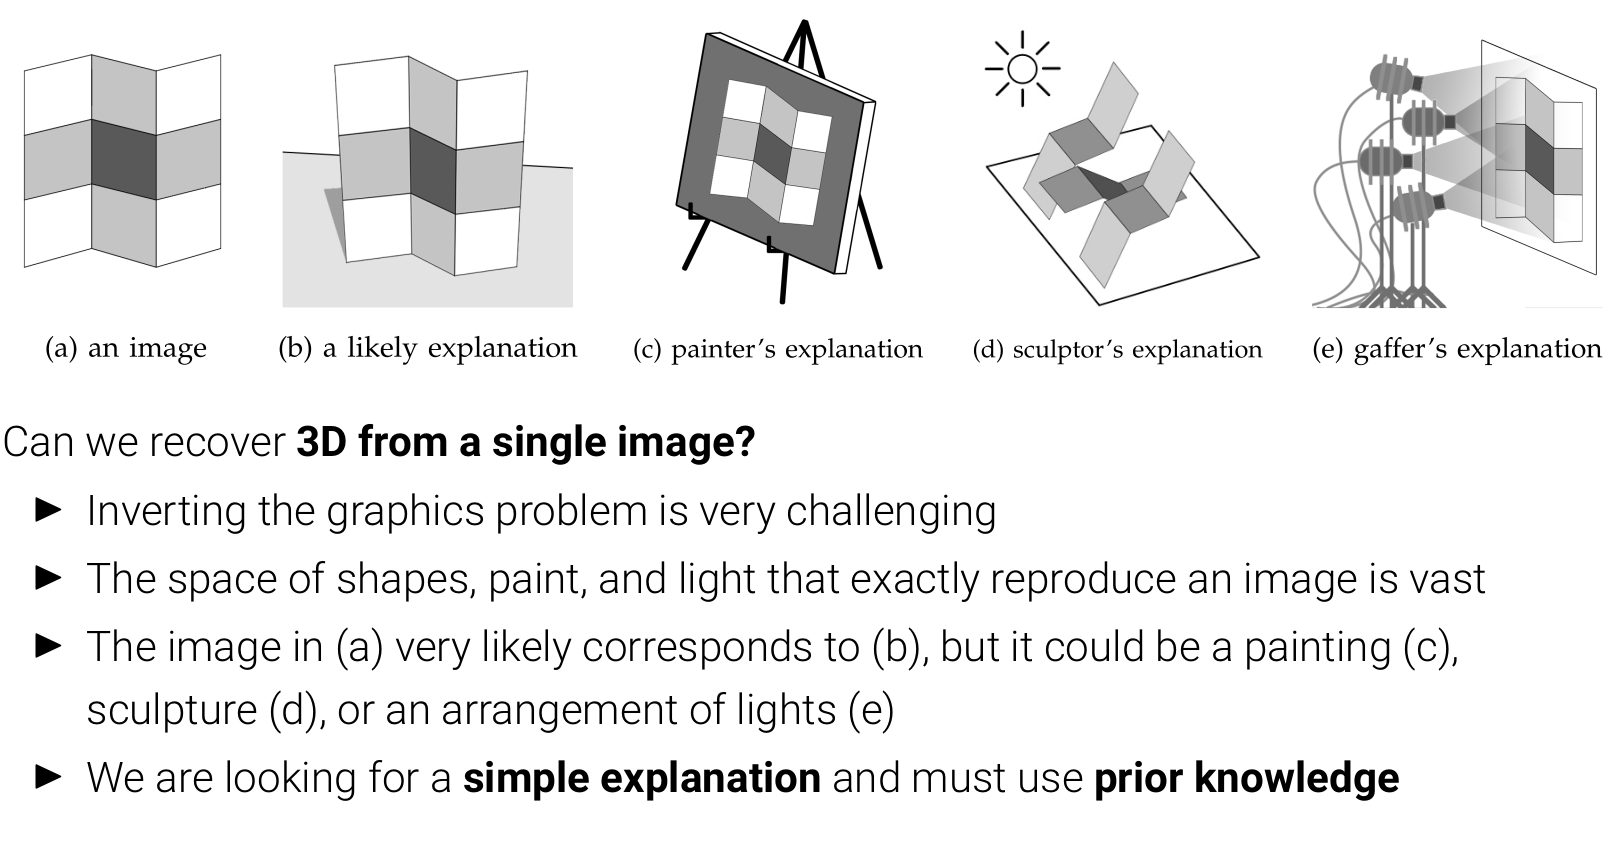 (a) an image
(b) a likely explanation
(c) painter's explanation
(d) sculptor's explanation
(e) gaffer's explanation
Can we recover 3D from a single image?
► Inverting the graphics problem is very challenging
► The space of shapes, paint, and light that exactly reproduce an image is vast
► The image in (a) very likely corresponds to (b), but it could be a painting (c),
sculpture (d), or an arrangement of lights (e)
► We are looking for a simple explanation and must use prior knowledge